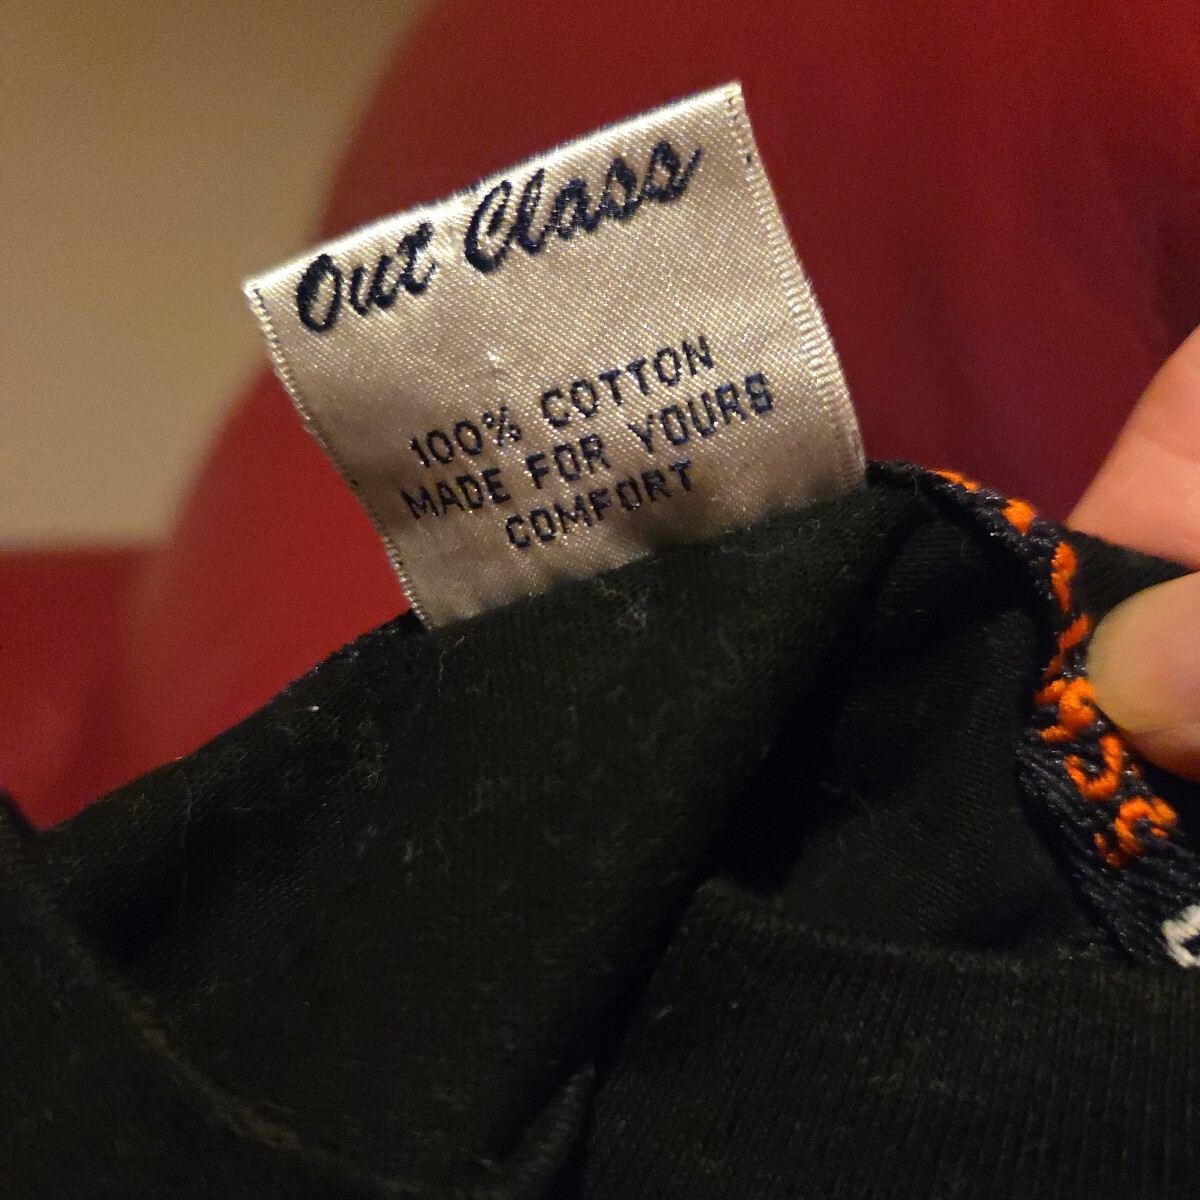 Out Class
100% COTTON
MADE FOR YOURS
COMFORT